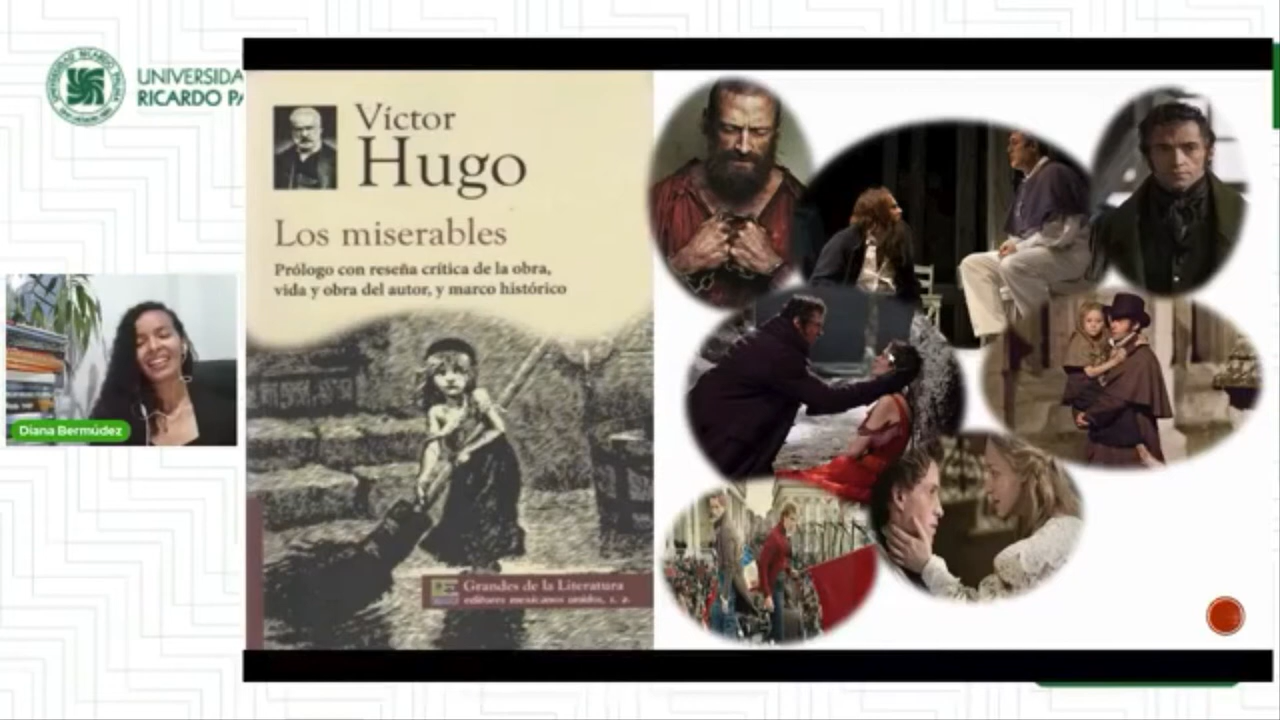 UNIVERSIDA
RICARDO PA
Víctor
Hugo
Los miserables
Prólogo con reseña crítica de la obra,
vida y obra del autor, y marco histórico
Grandes de la Literatura
editores mexicanos unidos, s. a.
Diana Bermúdez